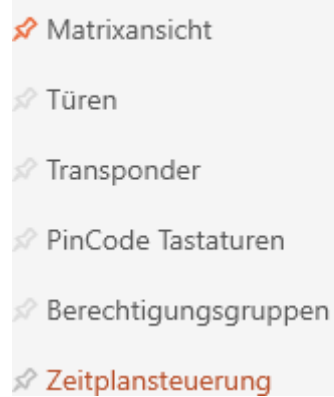 Matrixansicht
Türen
Transponder
PinCode Tastaturen
Berechtigungsgruppen
Zeitplansteuerung